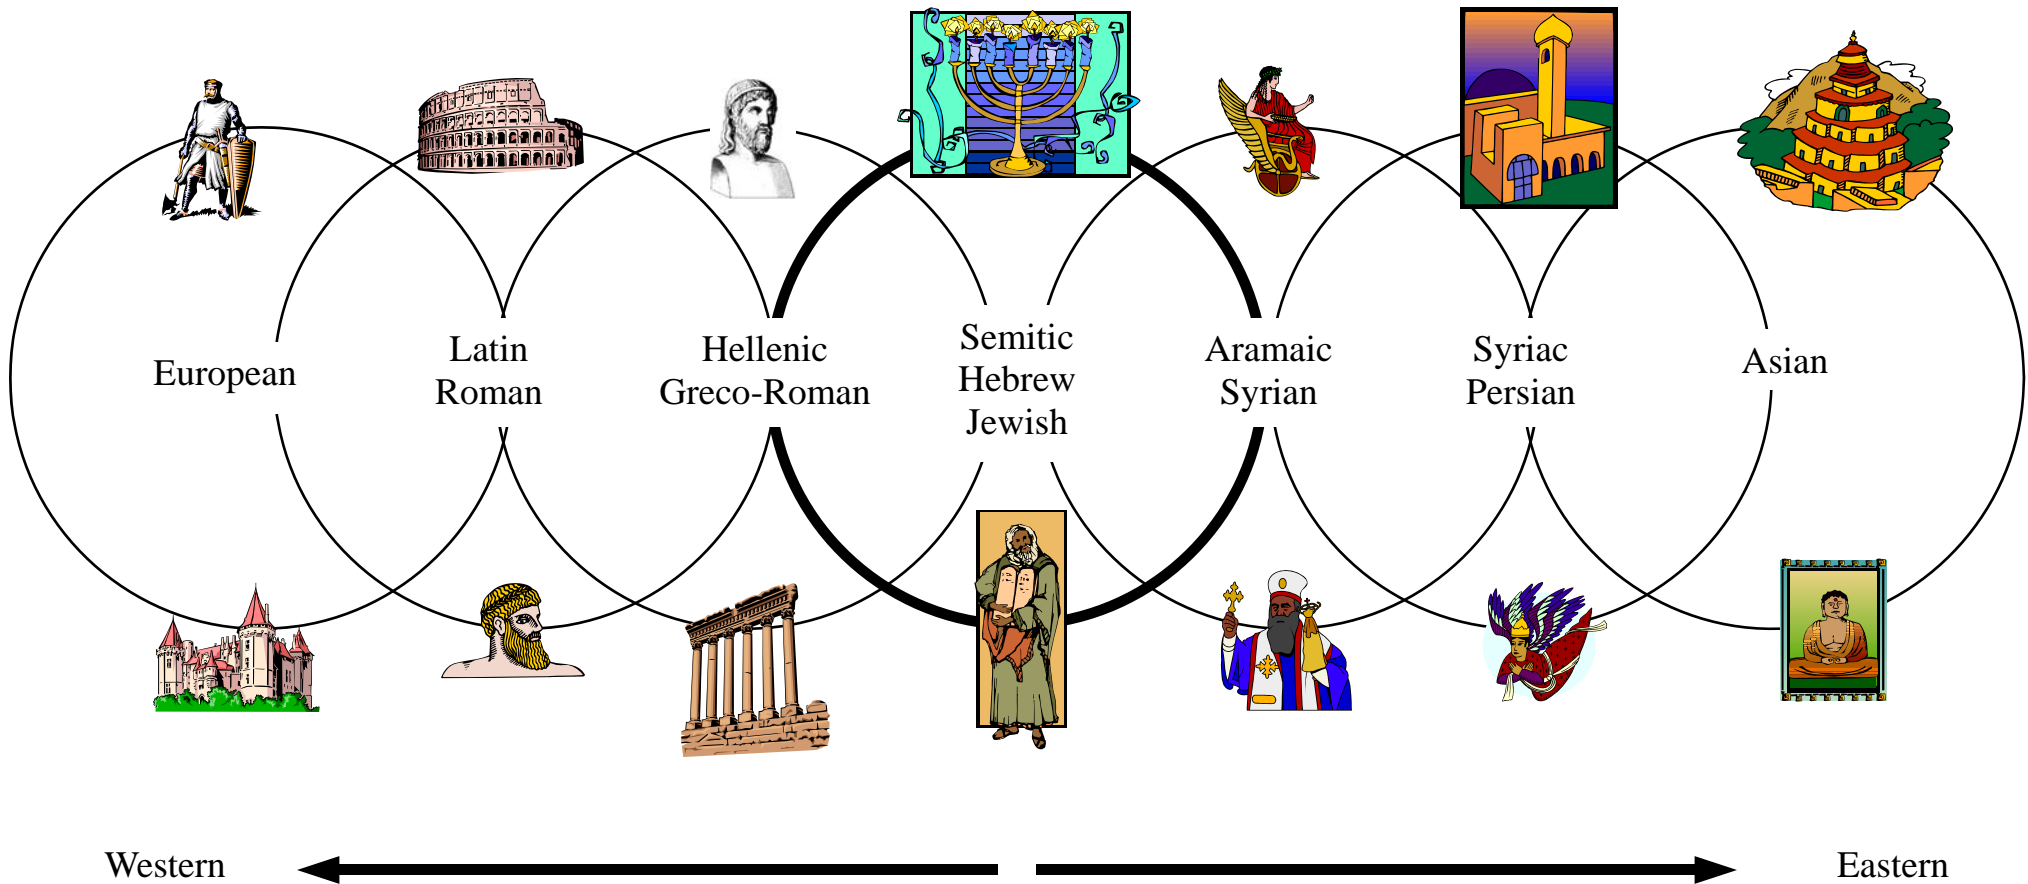 European
Latin
Roman
Hellenic
Greco-Roman
Semitic
Hebrew
Jewish
Aramaic
Syrian
Syriac
Persian
Asian
Western
Eastern